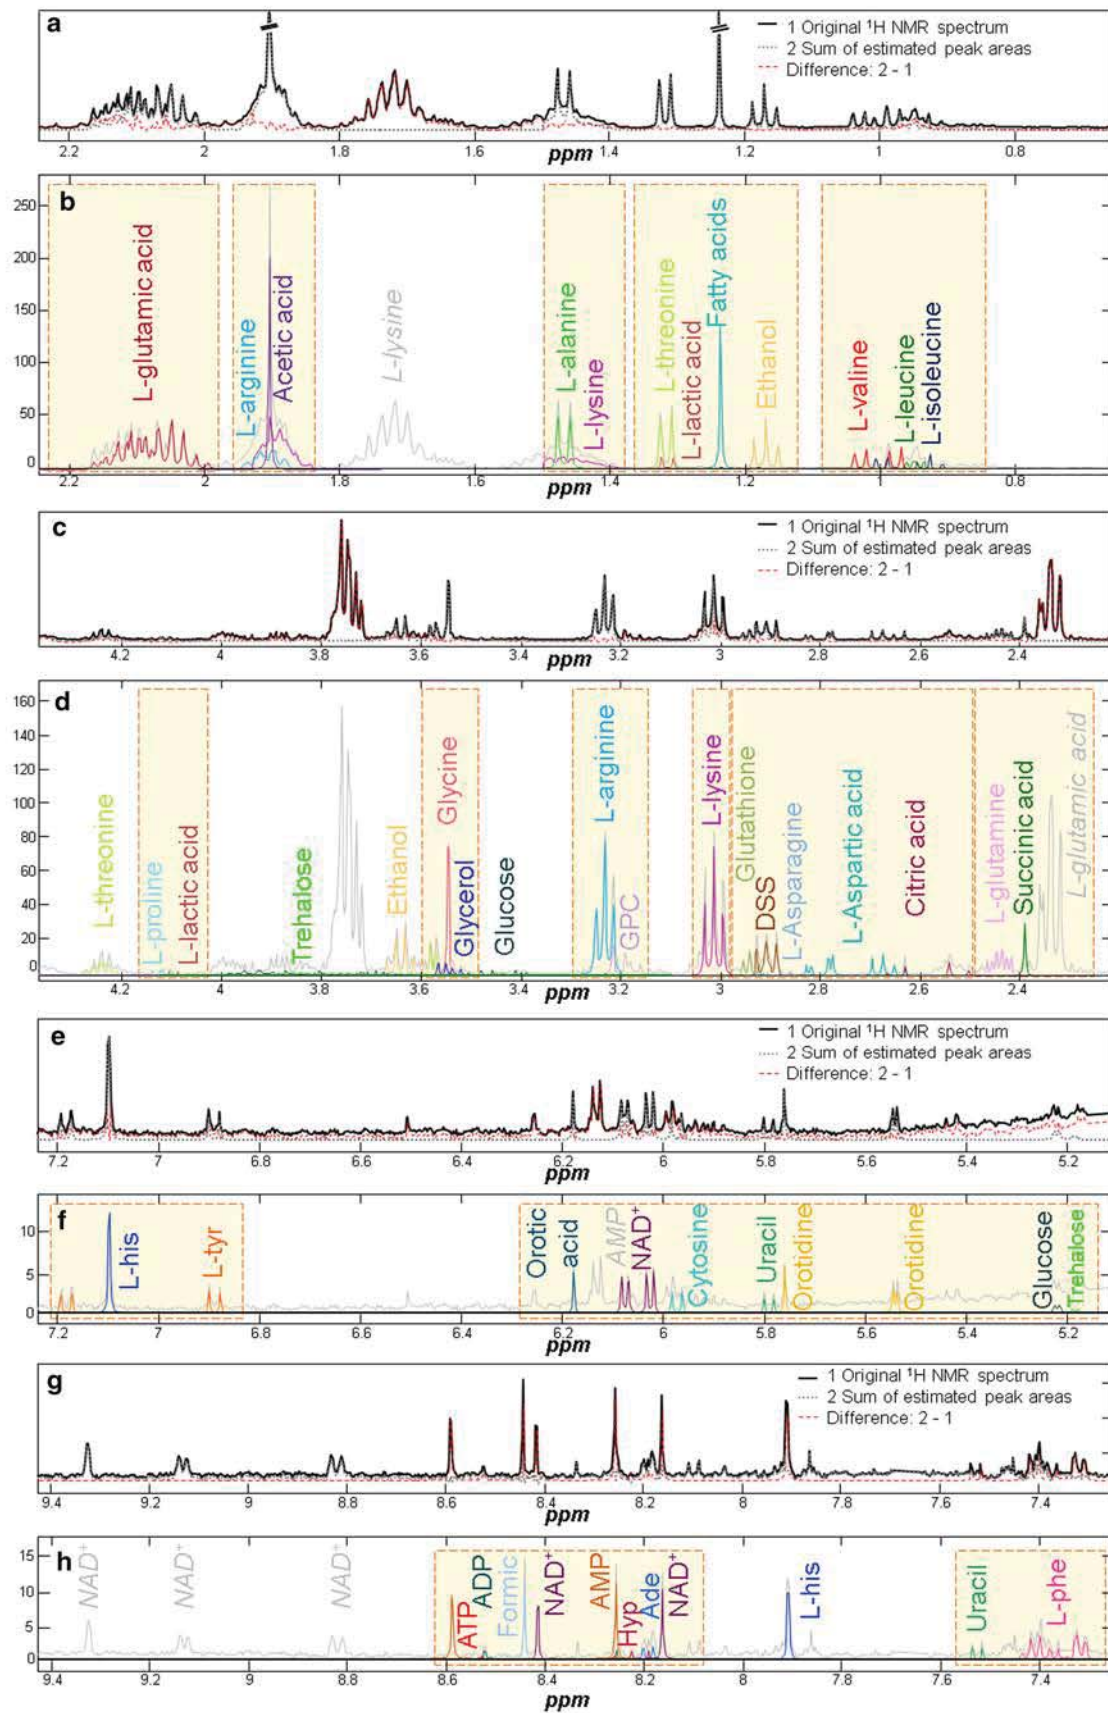 a
1 Original ¹H NMR spectrum
2 Sum of estimated peak areas
Difference: 2 - 1
2.2 2 1.8 1.6 1.4 1.2 1 0.8
ppm
b
250
200
150
100
50
0
L-glutamic acid
L-arginine
Acetic acid
L-lysine
L-alanine
L-lysine
L-threonine
L-lactic acid
Fatty acids
Ethanol
L-valine
L-leucine
L-isoleucine
2.2 2 1.8 1.6 1.4 1.2 1 0.8
ppm
c
1 Original ¹H NMR spectrum
2 Sum of estimated peak areas
Difference: 2 - 1
4.2 4 3.8 3.6 3.4 3.2 3 2.8 2.6 2.4
ppm
d
160
140
120
100
80
60
40
20
0
L-threonine
L-proline
L-lactic acid
Trehalose
Ethanol
Glycine
Glycerol
Glucose
L-arginine
GPC
L-lysine
Glutathione
DSS
L-Asparagine
L-Aspartic acid
Citric acid
L-glutamine
Succinic acid
L-glutamic acid
4.2 4 3.8 3.6 3.4 3.2 3 2.8 2.6 2.4
ppm
e
1 Original ¹H NMR spectrum
2 Sum of estimated peak areas
Difference: 2 - 1
7.2 7 6.8 6.6 6.4 6.2 6 5.8 5.6 5.4 5.2
ppm
f
10
5
0
L-his
L-tyr
Orotic
acid
AMP
NAD⁺
Cytosine
Uracil
Orotidine
Orotidine
Glucose
Trehalose
7.2 7 6.8 6.6 6.4 6.2 6 5.8 5.6 5.4 5.2
ppm
g
1 Original ¹H NMR spectrum
2 Sum of estimated peak areas
Difference: 2 - 1
9.4 9.2 9 8.8 8.6 8.4 8.2 8 7.8 7.6 7.4
ppm
h
15
10
5
0
NAD⁺
NAD⁺
NAD⁺
ATP
ADP
Formic
NAD⁺
AMP
Hyp
Ade
NAD⁺
L-his
Uracil
L-phe
9.4 9.2 9 8.8 8.6 8.4 8.2 8 7.8 7.6 7.4
ppm